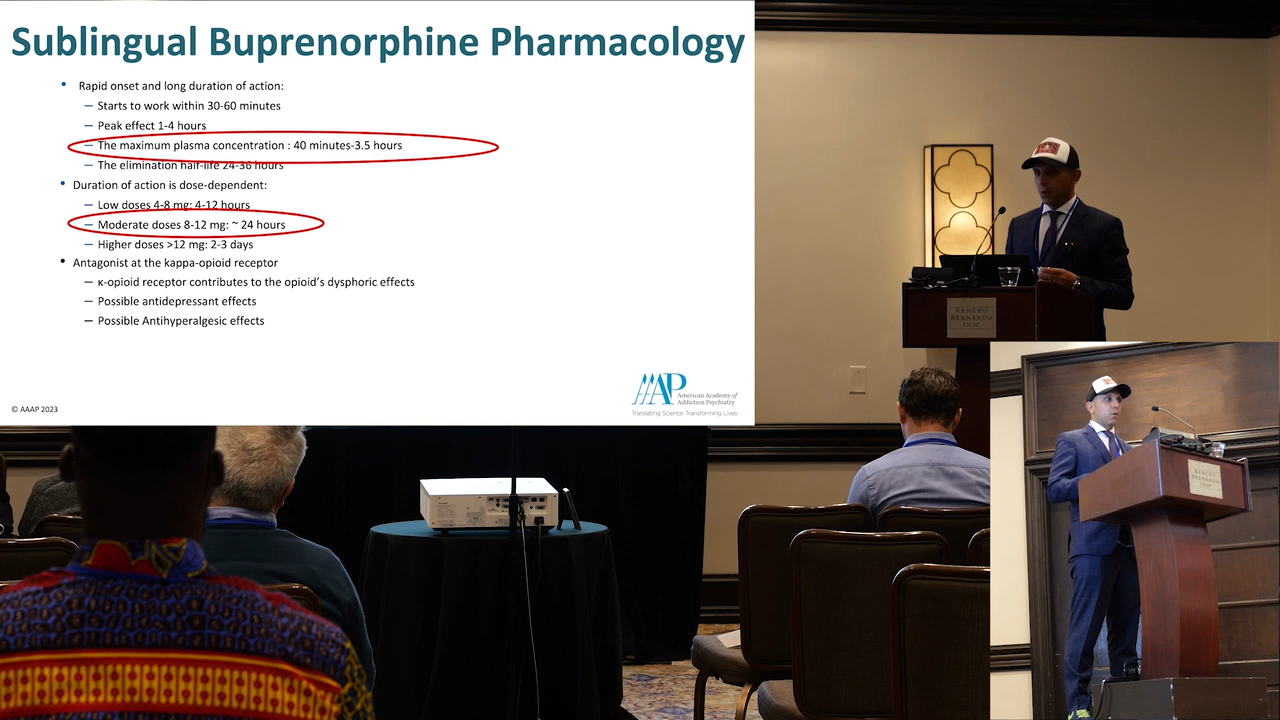 Sublingual Buprenorphine Pharmacology
• Rapid onset and long duration of action:
– Starts to work within 30-60 minutes
– Peak effect 1-4 hours
– The maximum plasma concentration : 40 minutes-3.5 hours
– The elimination half-life 24-36 hours
• Duration of action is dose-dependent:
– Low doses 4-8 mg: 4-12 hours
– Moderate doses 8-12 mg: ~ 24 hours
– Higher doses >12 mg: 2-3 days
• Antagonist at the kappa-opioid receptor
– κ-opioid receptor contributes to the opioid's dysphoric effects
– Possible antidepressant effects
– Possible Antihyperalgesic effects
© AAAP 2023
AAAP
American Academy of
Addiction Psychiatry
Translating Science. Transforming Lives.
RANCHO
BERNARDO
INN
RANCHO
BERNARDO
INN